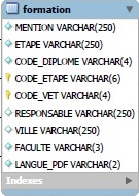 formation
MENTION VARCHAR(250)
ETAPE VARCHAR(250)
CODE_DIPLOME VARCHAR(4)
CODE_ETAPE VARCHAR(6)
CODE_VET VARCHAR(4)
RESPONSABLE VARCHAR(250)
VILLE VARCHAR(250)
FACULTE VARCHAR(3)
LANGUE_PDF VARCHAR(2)
Indexes